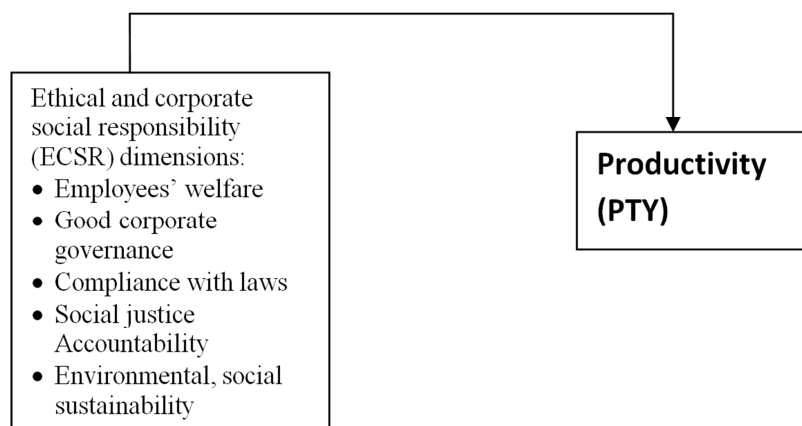 Ethical and corporate
social responsibility
(ECSR) dimensions:
• Employees’ welfare
• Good corporate
governance
• Compliance with laws
• Social justice
Accountability
• Environmental, social
sustainability
Productivity
(PTY)